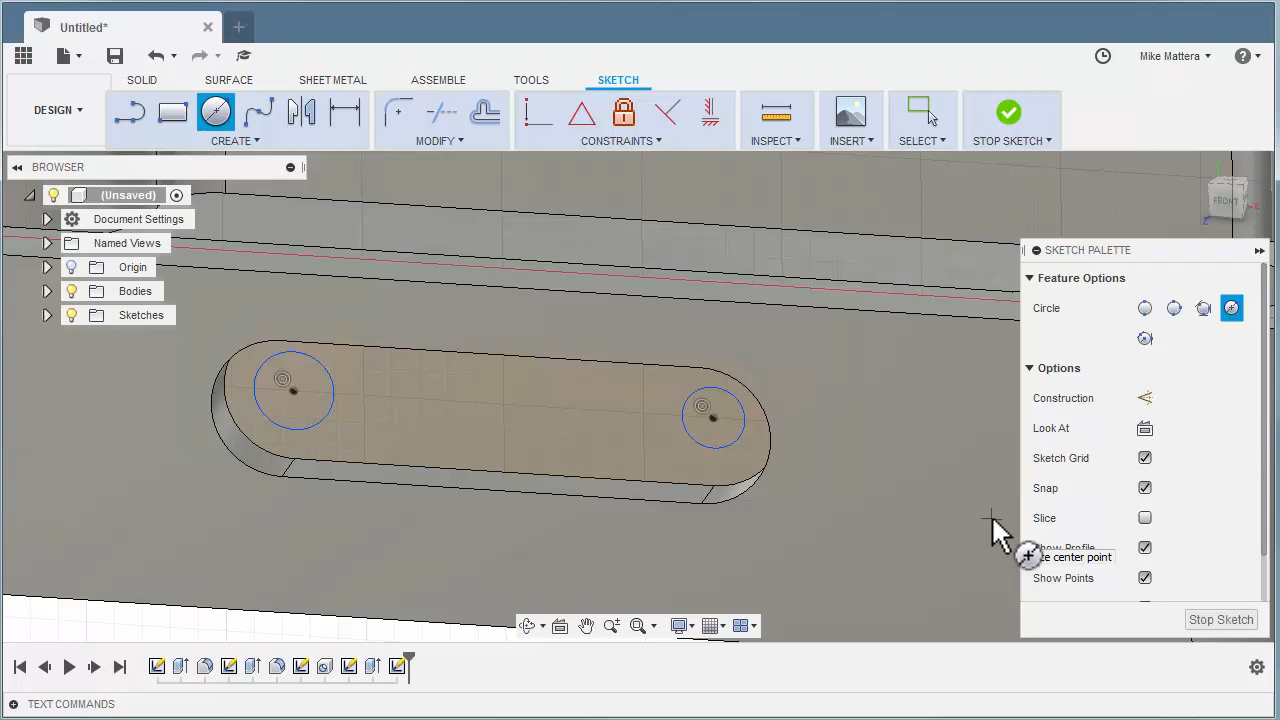 Untitled*
Mike Mattera
SOLID
SURFACE
SHEET METAL
ASSEMBLE
TOOLS
SKETCH
DESIGN
CREATE
MODIFY
CONSTRAINTS
INSPECT
INSERT
SELECT
STOP SKETCH
BROWSER
(Unsaved)
Document Settings
Named Views
Origin
Bodies
Sketches
FRONT
SKETCH PALETTE
Feature Options
Circle
Options
Construction
Look At
Sketch Grid
Snap
Slice
Show Profile
center point
Show Points
Stop Sketch
TEXT COMMANDS